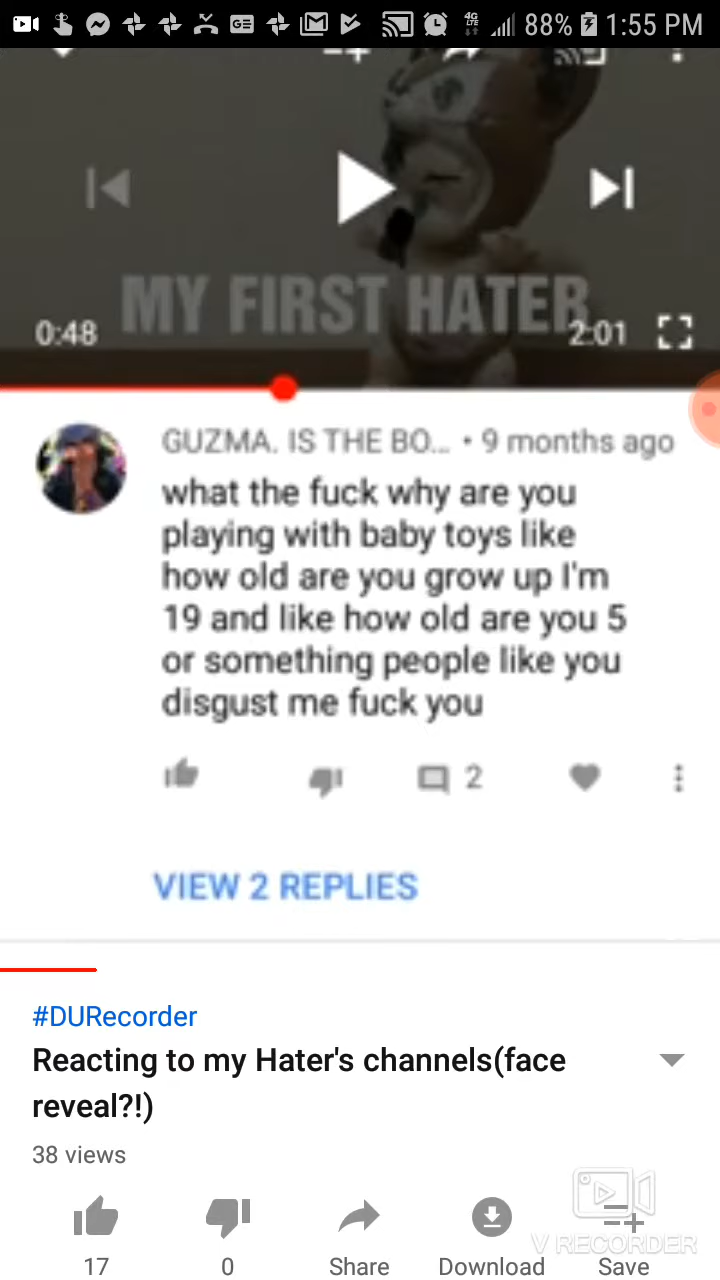 88% 1:55 PM
MY FIRST HATER
0:48
2:01
GUZMA. IS THE BO... • 9 months ago
what the fuck why are you
playing with baby toys like
how old are you grow up I'm
19 and like how old are you 5
or something people like you
disgust me fuck you
2
VIEW 2 REPLIES
#DURecorder
Reacting to my Hater's channels(face
reveal?!)
38 views
17
0
Share
Download
Save
V RECORDER